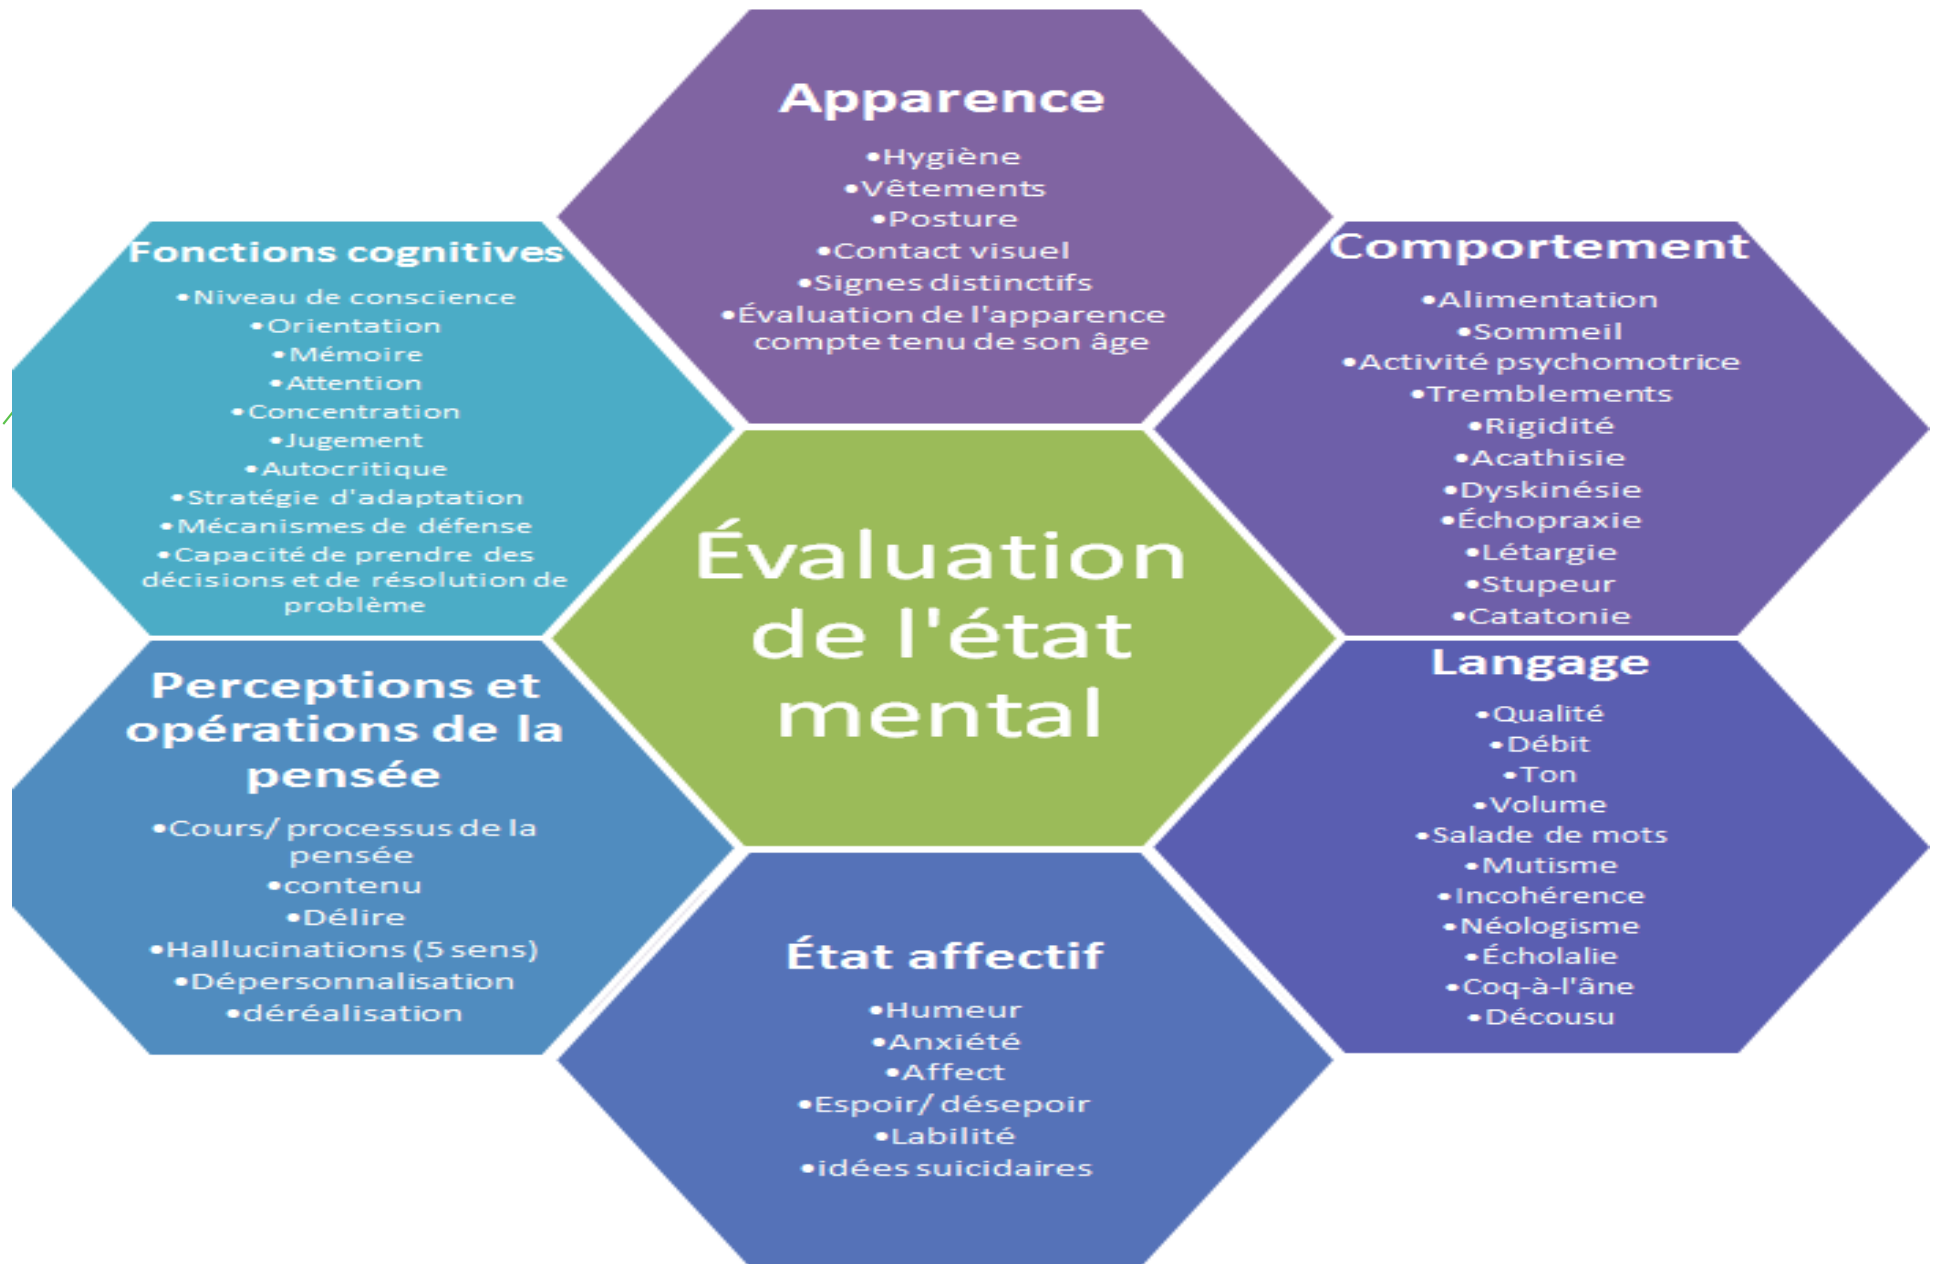 Apparence
•Hygiène
•Vêtements
•Posture
•Contact visuel
•Signes distinctifs
•Évaluation de l'apparence
compte tenu de son âge
Comportement
•Alimentation
•Sommeil
•Activité psychomotrice
•Tremblements
•Rigidité
•Acathisie
•Dyskinésie
•Échopraxie
•Létargie
•Stupeur
•Catatonie
Langage
•Qualité
•Débit
•Ton
•Volume
•Salade de mots
•Mutisme
•Incohérence
•Néologisme
•Écholalie
•Coq-à-l'âne
•Décousu
État affectif
•Humeur
•Anxiété
•Affect
•Espoir/ désepoir
•Labilité
•idées suicidaires
Perceptions et
opérations de la
pensée
•Cours/ processus de la
pensée
•contenu
•Délire
•Hallucinations (5 sens)
•Dépersonnalisation
•déréalisation
Fonctions cognitives
•Niveau de conscience
•Orientation
•Mémoire
•Attention
•Concentration
•Jugement
•Autocritique
•Stratégie d'adaptation
•Mécanismes de défense
•Capacité de prendre des
décisions et de résolution de
problème
Évaluation
de l'état
mental